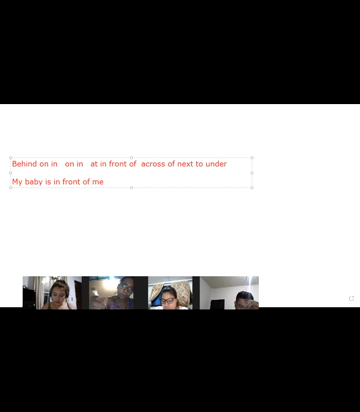 Behind on in on in at in front of across of next to under
My baby is in front of me